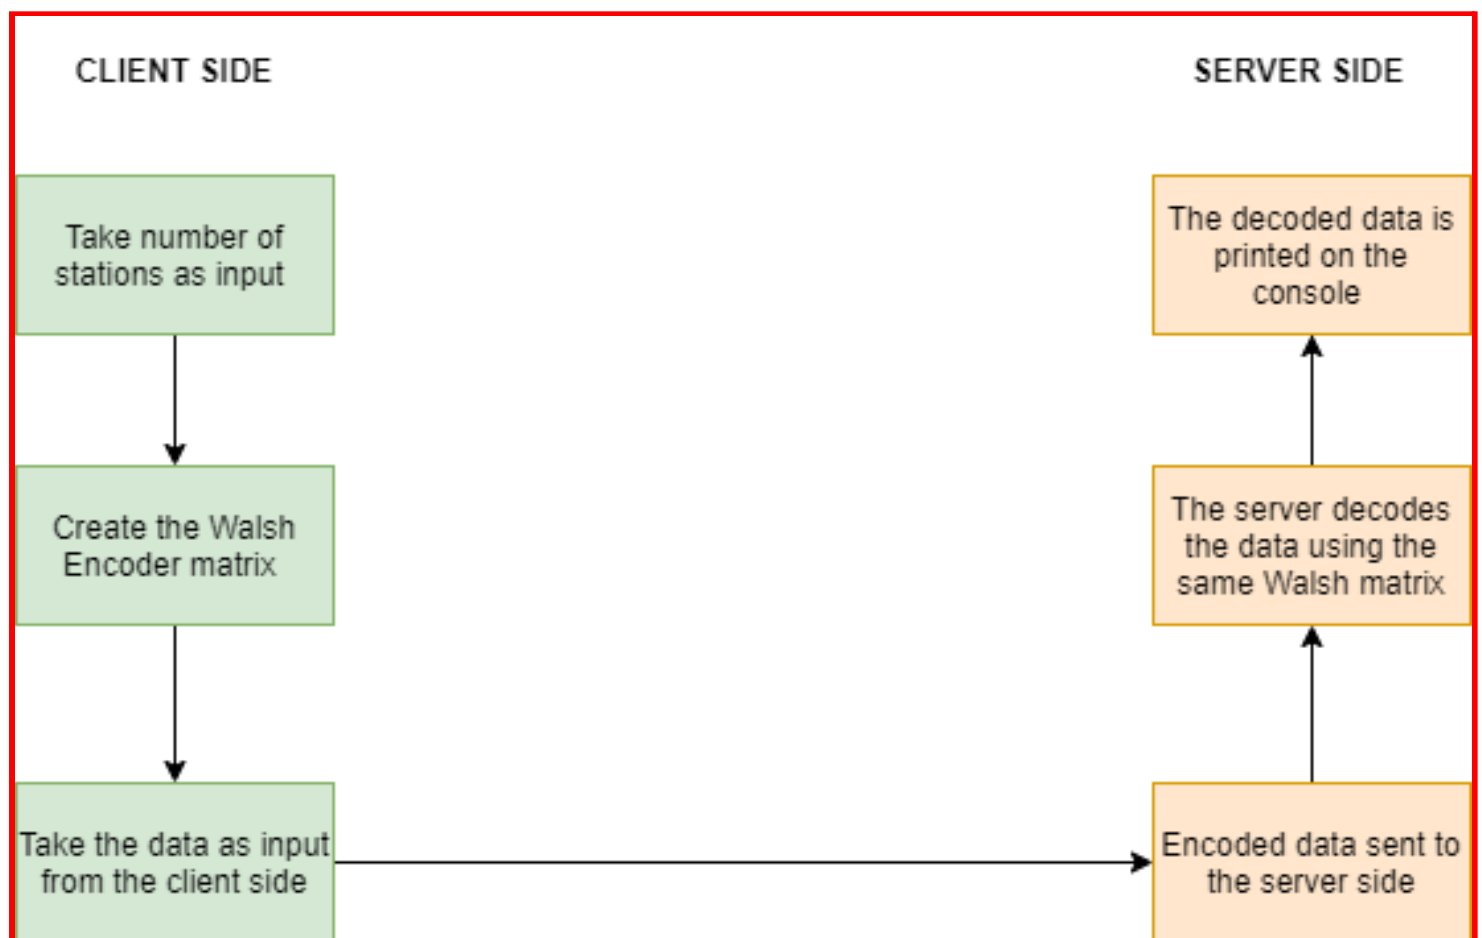 CLIENT SIDE
SERVER SIDE
Take number of
stations as input
Create the Walsh
Encoder matrix
Take the data as input
from the client side
Encoded data sent to
the server side
The server decodes
the data using the
same Walsh matrix
The decoded data is
printed on the
console